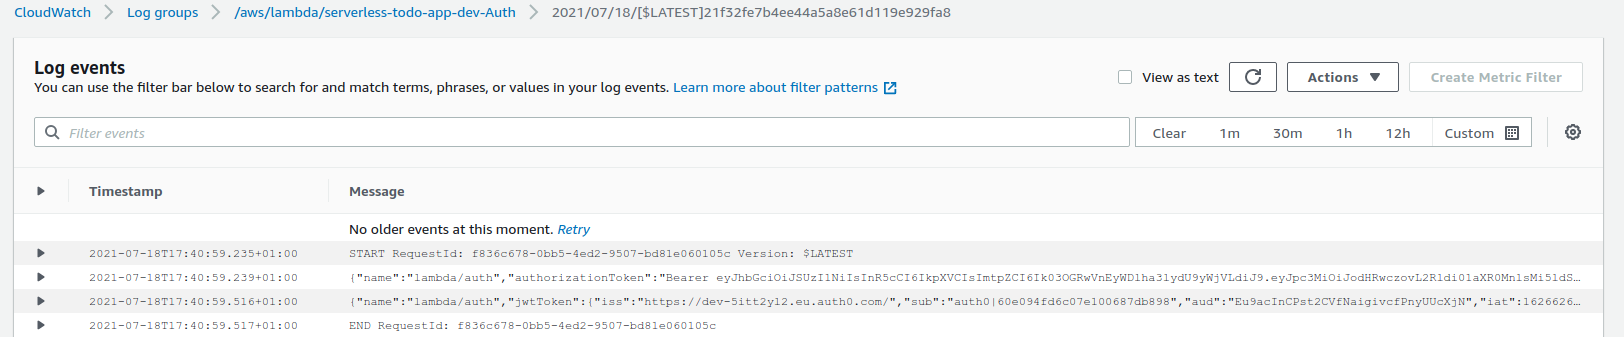 CloudWatch > Log groups > /aws/lambda/serverless-todo-app-dev-Auth > 2021/07/18/[$LATEST]21f32fe7b4ee44a5a8e61d119e929fa8
Log events
You can use the filter bar below to search for and match terms, phrases, or values in your log events. Learn more about filter patterns
View as text
Actions
Create Metric Filter
Filter events
Clear 1m 30m 1h 12h Custom
Timestamp Message
No older events at this moment. Retry
2021-07-18T17:40:59.235+01:00 START RequestId: f836c678-0bb5-4ed2-9507-bd81e060105c Version: $LATEST
2021-07-18T17:40:59.239+01:00 {"name":"lambda/auth","authorizationToken":"Bearer eyJhbGciOiJSUzI1NiIsInR5cCI6IkpXVCIsImtpZCI6Ik03OGRwVnEyWDlha3lydU9yWjVLdiJ9.eyJpc3MiOiJodHRwczovL2Rldi01aXR0MnlsMi5ldS…
2021-07-18T17:40:59.516+01:00 {"name":"lambda/auth","jwtToken":{"iss":"https://dev-5itt2yl2.eu.auth0.com/","sub":"auth0|60e094fd6c07e100687db898","aud":"Eu9acInCPst2CVfNaigivcfPnyUUcXjN","iat":1626626…
2021-07-18T17:40:59.517+01:00 END RequestId: f836c678-0bb5-4ed2-9507-bd81e060105c